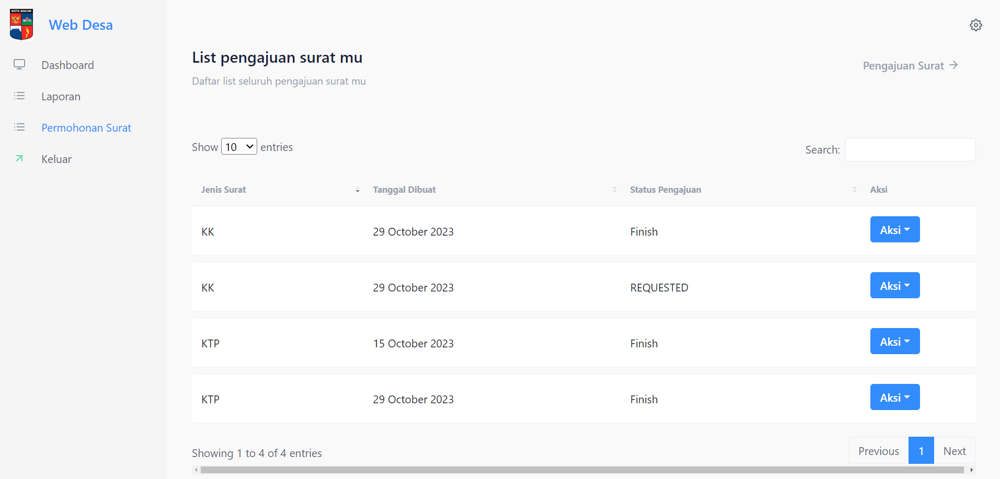 KOTA BOGOR
Web Desa
Dashboard
Laporan
Permohonan Surat
Keluar
List pengajuan surat mu
Daftar list seluruh pengajuan surat mu
Pengajuan Surat
Show 10 entries
Search:
Jenis Surat Tanggal Dibuat Status Pengajuan Aksi
KK 29 October 2023 Finish Aksi
KK 29 October 2023 REQUESTED Aksi
KTP 15 October 2023 Finish Aksi
KTP 29 October 2023 Finish Aksi
Showing 1 to 4 of 4 entries
Previous 1 Next